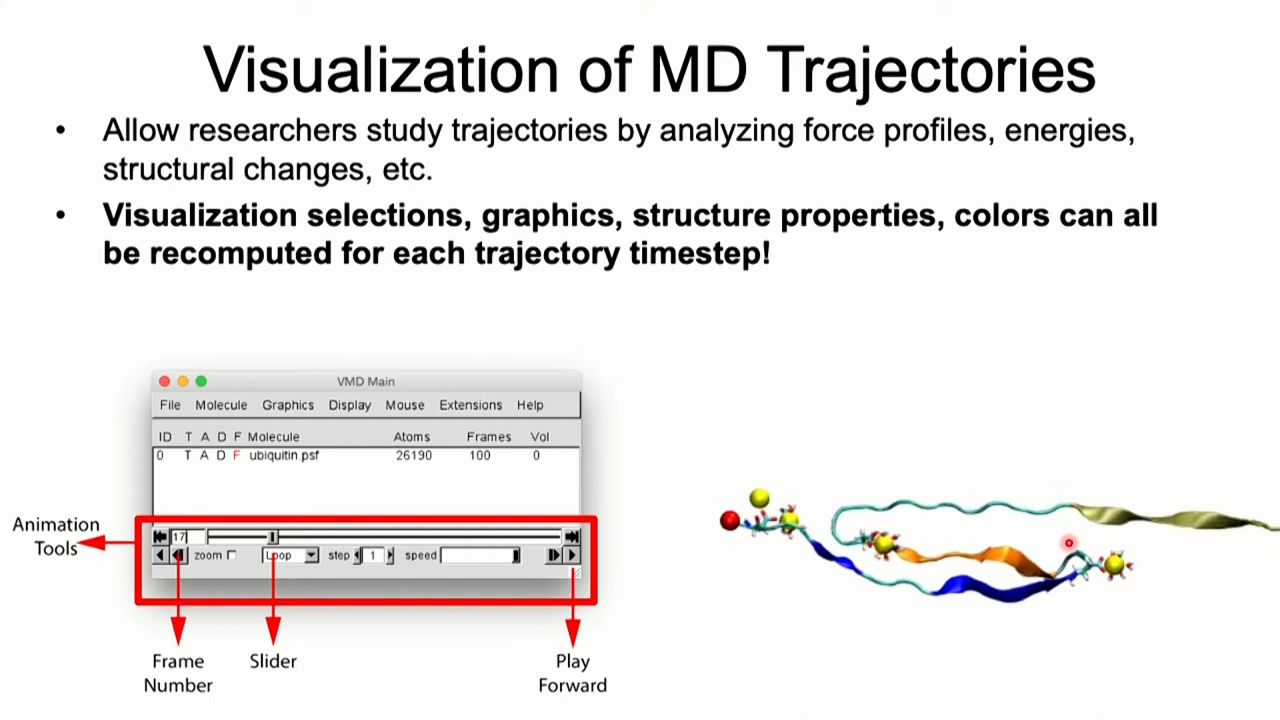 Visualization of MD Trajectories
• Allow researchers study trajectories by analyzing force profiles, energies,
structural changes, etc.
• Visualization selections, graphics, structure properties, colors can all
be recomputed for each trajectory timestep!
VMD Main
File Molecule Graphics Display Mouse Extensions Help
ID T A D F Molecule Atoms Frames Vol
0 T A D F ubiquitin.psf 26190 100 0
17
zoom Loop step 1 speed
Animation
Tools
Frame
Number
Slider
Play
Forward